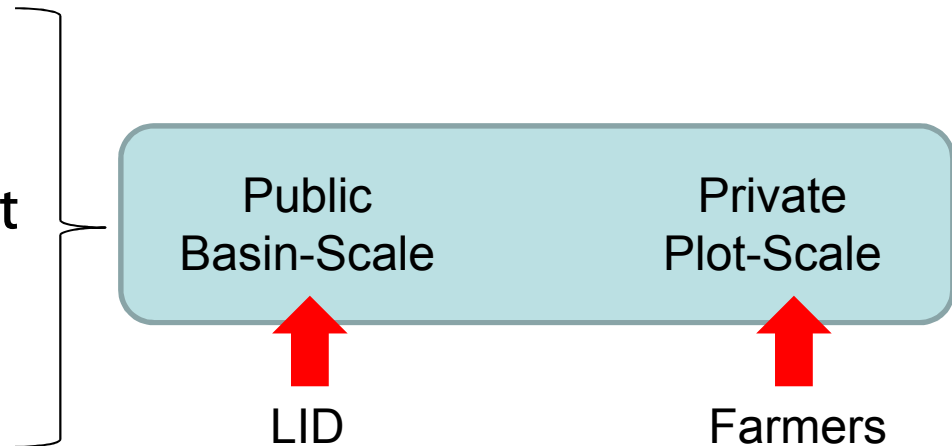 t
Public
Basin-Scale
Private
Plot-Scale
LID
Farmers